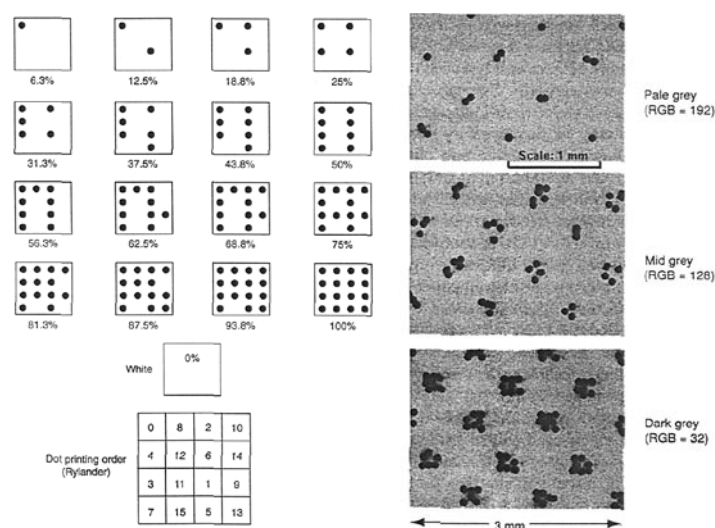 6.3%
12.5%
18.8%
25%
31.3%
37.5%
43.8%
50%
56.3%
62.5%
68.8%
75%
81.3%
87.5%
93.8%
100%
White
0%
Dot printing order
(Rylander)
0 8 2 10
4 12 6 14
3 11 1 9
7 15 5 13
Pale grey
(RGB = 192)
Scale: 1 mm
Mid grey
(RGB = 128)
Dark grey
(RGB = 32)
3 mm